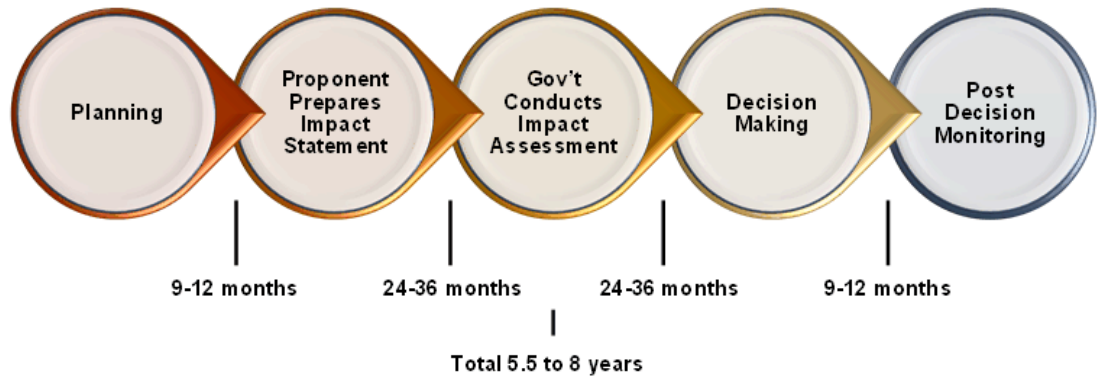 Planning
Proponent
Prepares
Impact
Statement
Gov't
Conducts
Impact
Assessment
Decision
Making
Post
Decision
Monitoring
9-12 months
24-36 months
24-36 months
9-12 months
Total 5.5 to 8 years